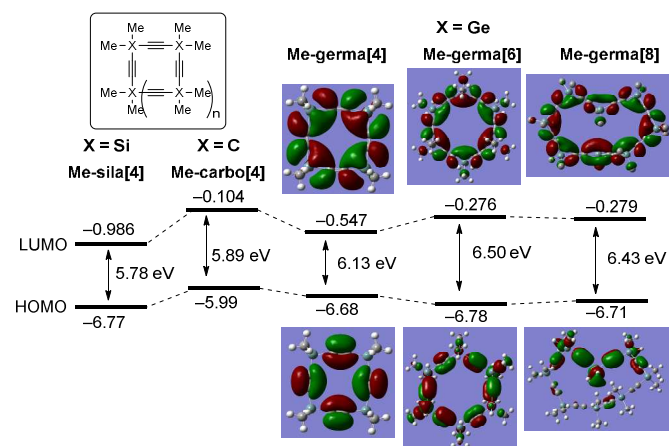 Me Me Me Me
X X
Me X X Me
Me Me n
X = Ge
Me-germa[4] Me-germa[6] Me-germa[8]
X = Si X = C
Me-sila[4] Me-carbo[4]
−0.104
−0.986 −0.547 −0.276 −0.279
LUMO
5.78 eV 5.89 eV 6.13 eV 6.50 eV 6.43 eV
HOMO
−6.77 −5.99 −6.68 −6.78 −6.71